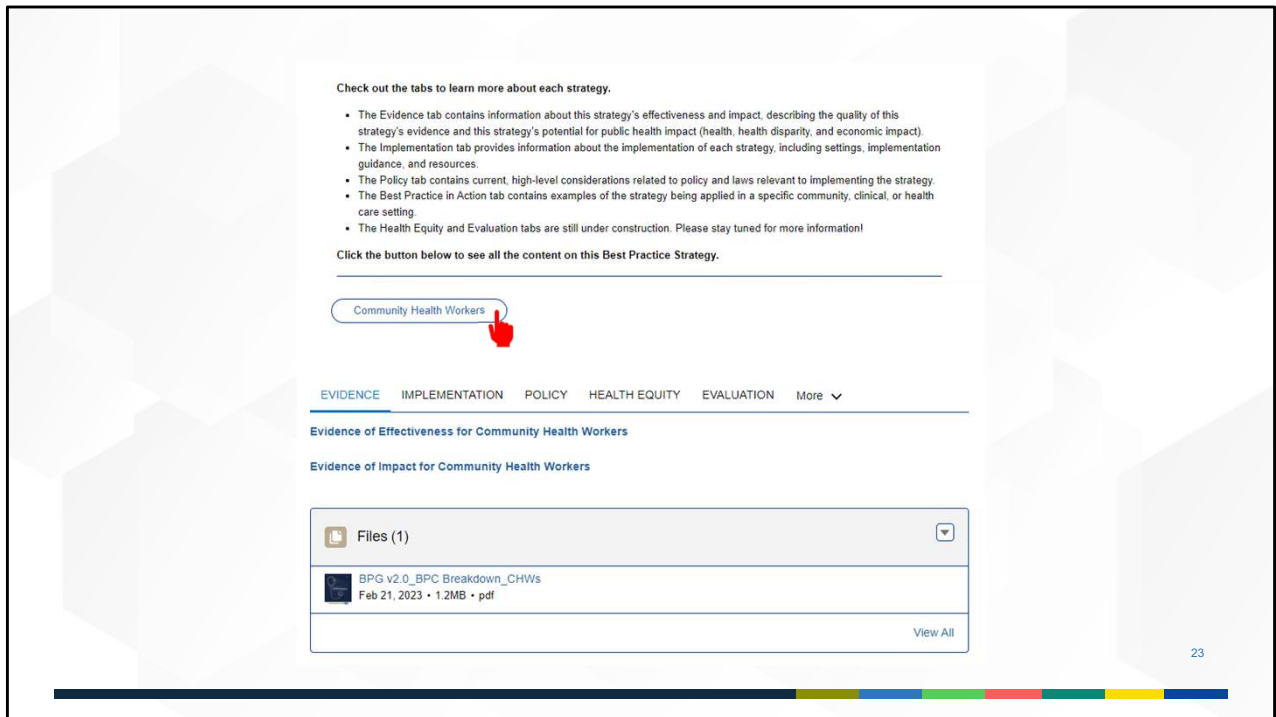 Check out the tabs to learn more about each strategy.
• The Evidence tab contains information about this strategy's effectiveness and impact, describing the quality of this
strategy's evidence and this strategy's potential for public health impact (health, health disparity, and economic impact).
• The Implementation tab provides information about the implementation of each strategy, including settings, implementation
guidance, and resources.
• The Policy tab contains current, high-level considerations related to policy and laws relevant to implementing the strategy.
• The Best Practice in Action tab contains examples of the strategy being applied in a specific community, clinical, or health
care setting.
• The Health Equity and Evaluation tabs are still under construction. Please stay tuned for more information!
Click the button below to see all the content on this Best Practice Strategy.
Community Health Workers
EVIDENCE IMPLEMENTATION POLICY HEALTH EQUITY EVALUATION More
Evidence of Effectiveness for Community Health Workers
Evidence of Impact for Community Health Workers
Files (1)
BPG v2.0_BPC Breakdown_CHWs
Feb 21, 2023 • 1.2MB • pdf
View All
23